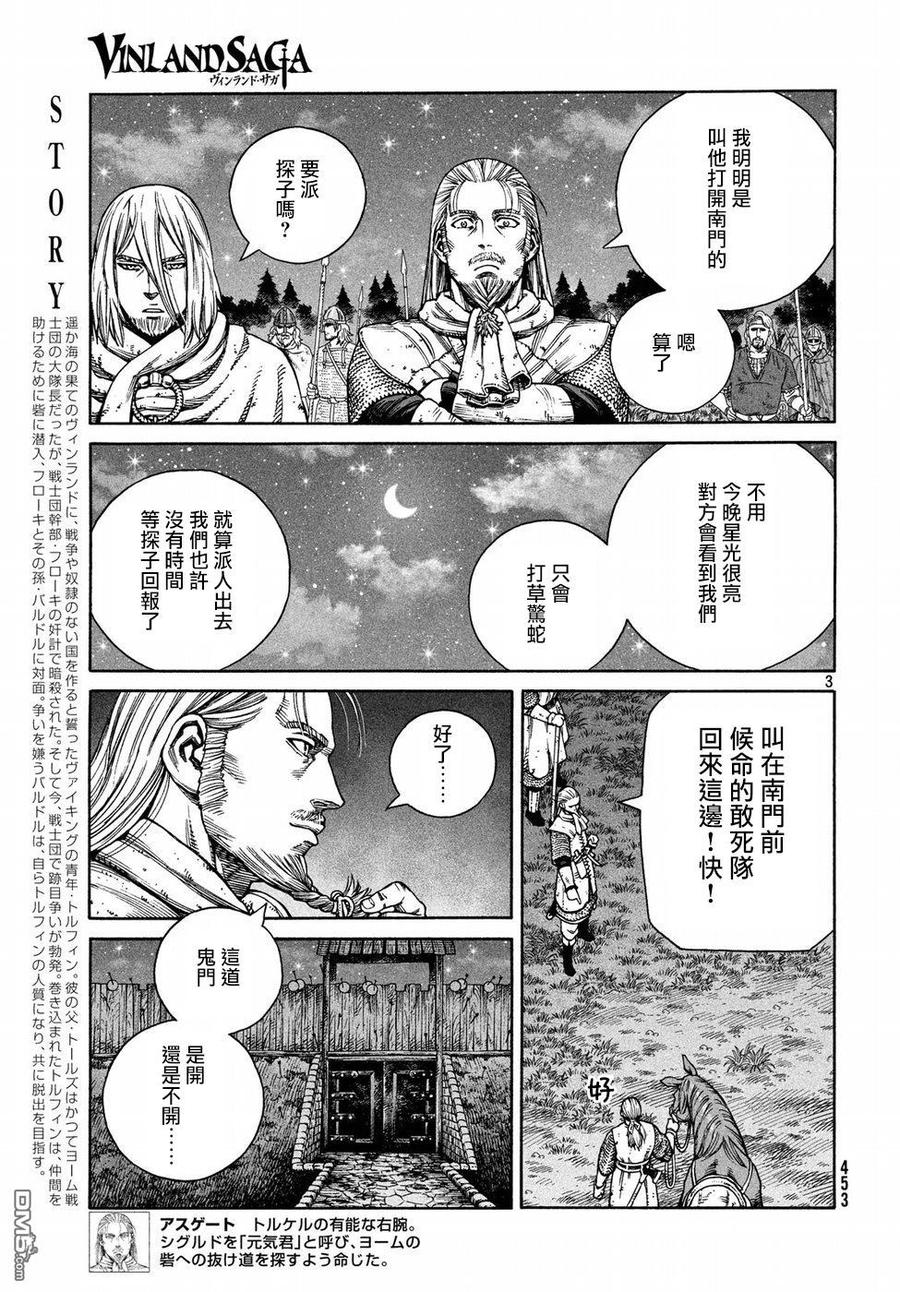 VINLAND SAGA
ヴィンランド・サガ
STORY
遥か海の果てのヴィンランドに、戦争や奴隷のない国を作ると誓ったヴァイキングの青年・トルフィン。彼の父・トールズはかつてヨーム戦
士団の大隊長だったが、戦士団幹部・フローキの奸計で暗殺された。そして今、戦士団で跡目争いが勃発。巻き込まれたトルフィンは、仲間を
助けるために砦に潜入、フローキとその孫・バルドルに対面。争いを嫌うバルドルは、自らトルフィンの人質になり、共に脱出を目指す。
我明明是
叫他打開南門的
嗯
算了
要派
探子嗎?
不用
今晚星光很亮
對方會看到我們
只會
打草驚蛇
就算派人出去
我們也許
沒有時間
等探子回報了
3
叫在南門前
候命的敢死隊
回來這邊!快!
好
好了……
這道
鬼門
是開
還是不開……
453
アスゲート トルケルの有能な右腕。
シグルドを「元気君」と呼び、ヨームの
砦への抜け道を探すよう命じた。